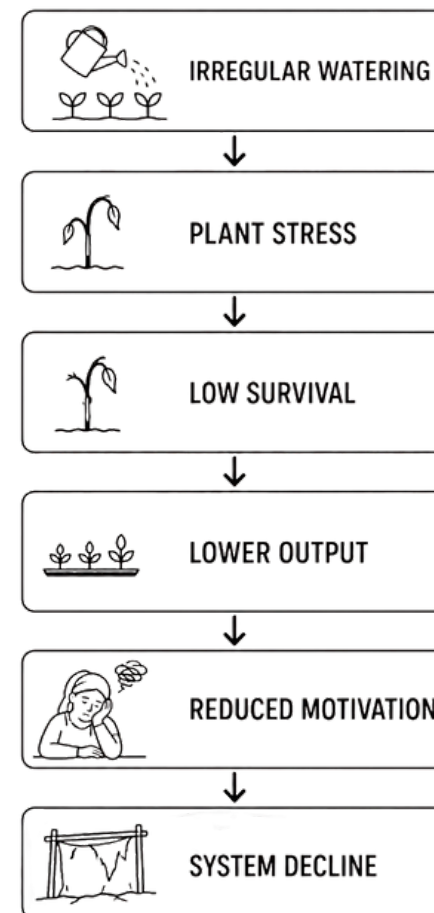 IRREGULAR WATERING
PLANT STRESS
LOW SURVIVAL
LOWER OUTPUT
REDUCED MOTIVATION
SYSTEM DECLINE